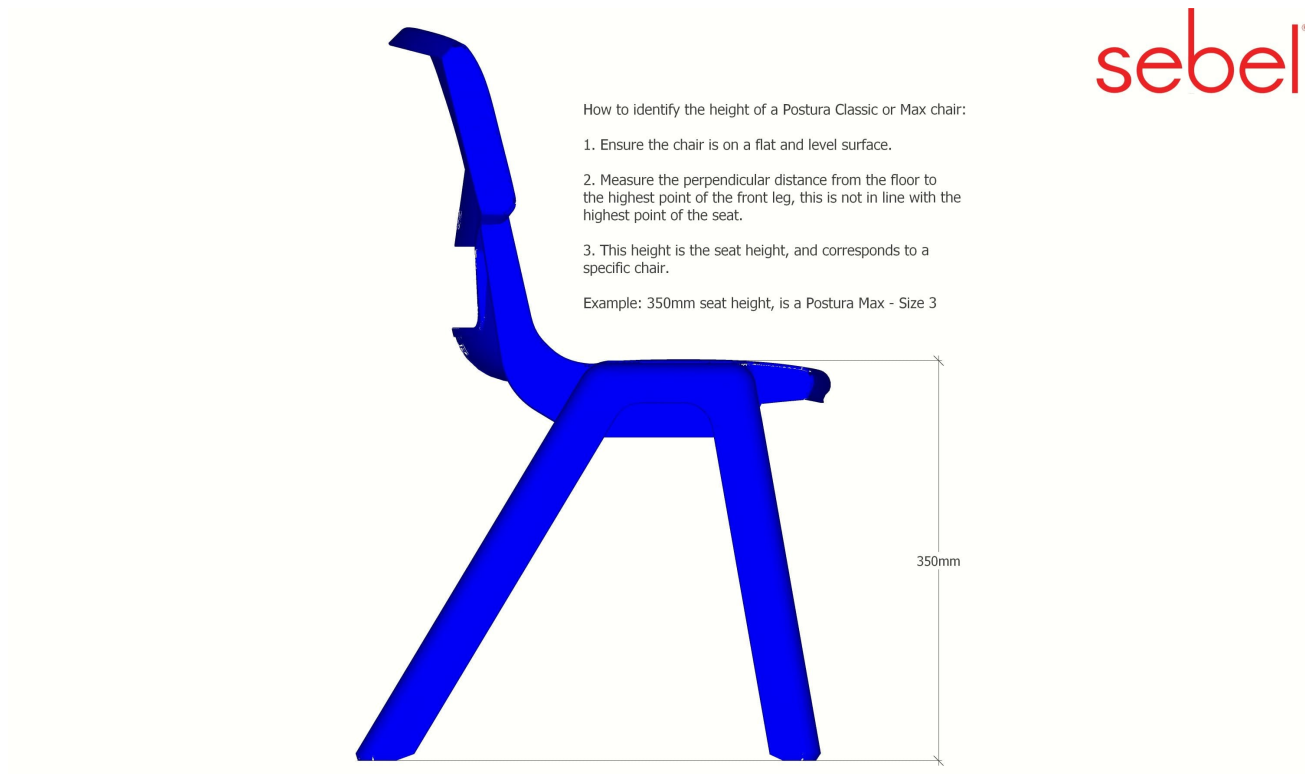 sebel
How to identify the height of a Postura Classic or Max chair:
1. Ensure the chair is on a flat and level surface.
2. Measure the perpendicular distance from the floor to
the highest point of the front leg, this is not in line with the
highest point of the seat.
3. This height is the seat height, and corresponds to a
specific chair.
Example: 350mm seat height, is a Postura Max - Size 3
350mm